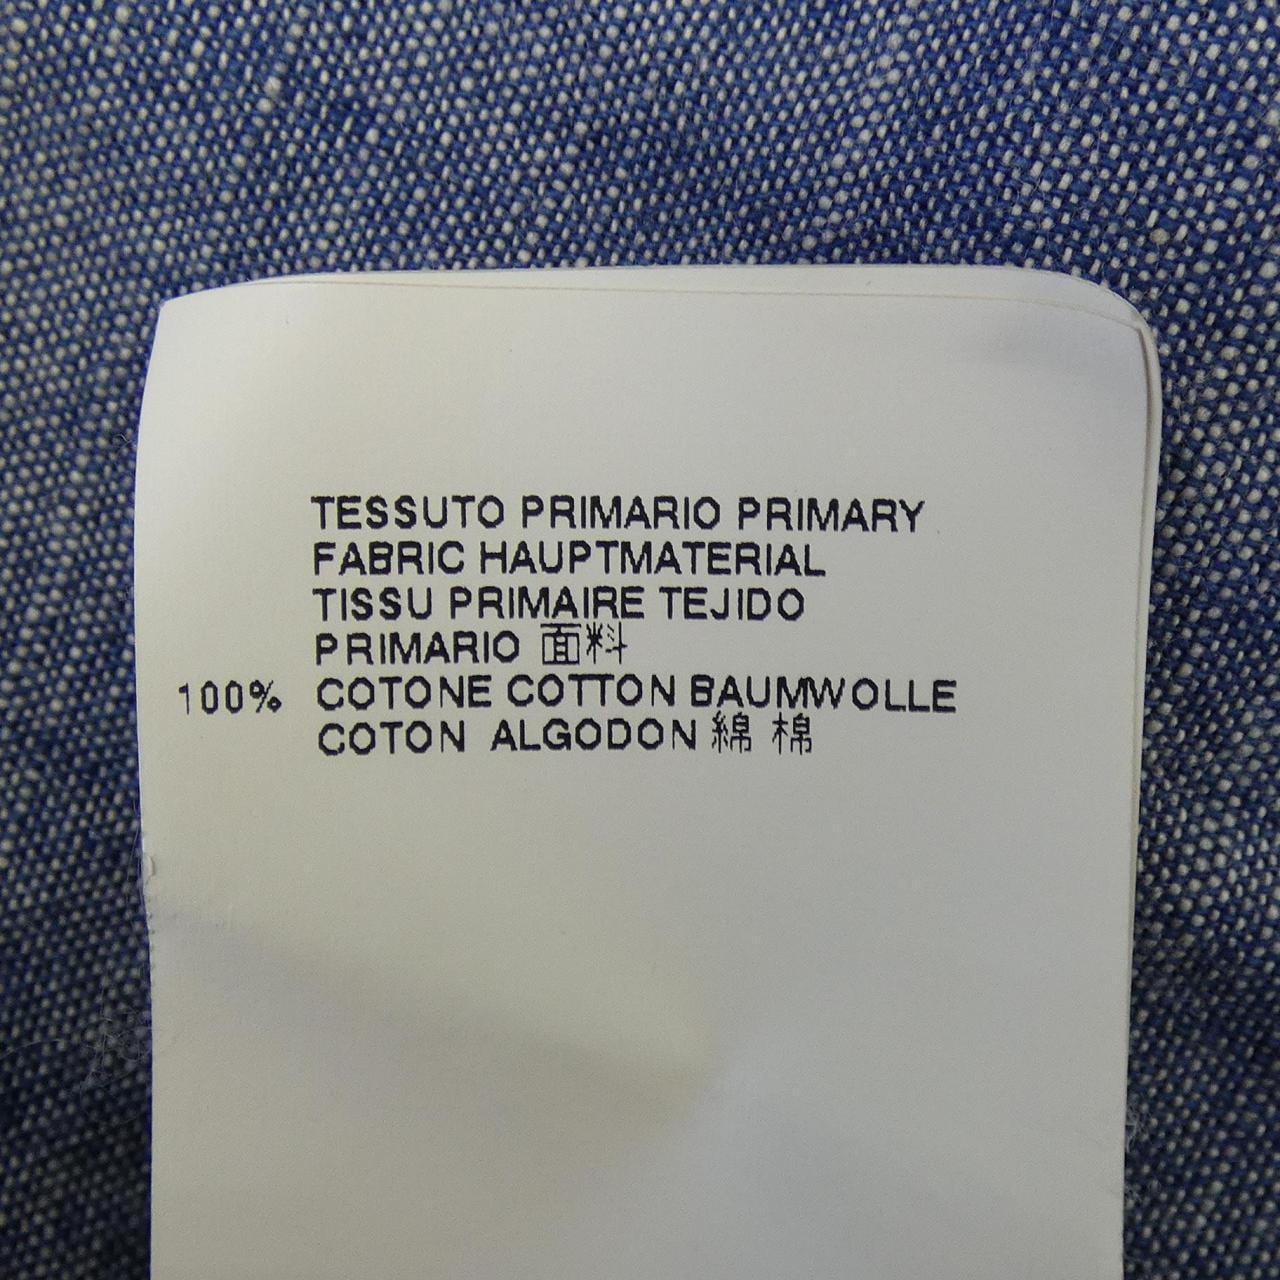 TESSUTO PRIMARIO PRIMARY
FABRIC HAUPTMATERIAL
TISSU PRIMAIRE TEJIDO
PRIMARIO 面料
100% COTONE COTTON BAUMWOLLE
COTON ALGODON 綿 棉